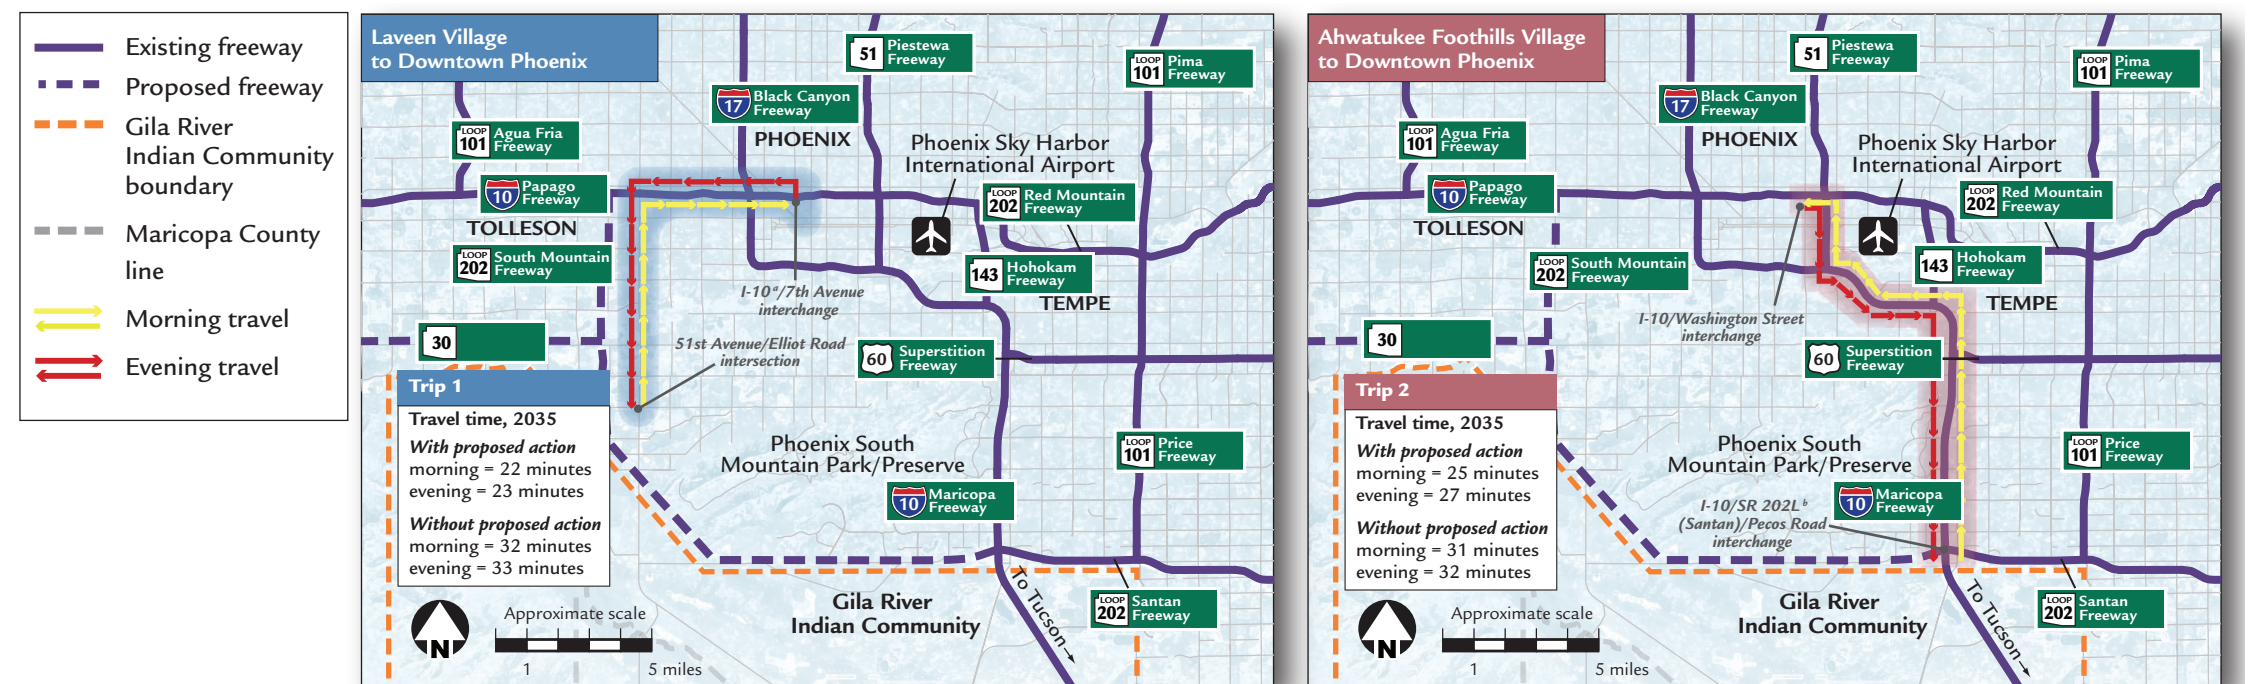 Existing freeway
Proposed freeway
Gila River
Indian Community
boundary
Maricopa County
line
Morning travel
Evening travel
Laveen Village
to Downtown Phoenix
51 Piestewa
Freeway
LOOP
101 Pima
Freeway
17 Black Canyon
Freeway
LOOP
101 Agua Fria
Freeway
PHOENIX
Phoenix Sky Harbor
International Airport
10 Papago
Freeway
LOOP
202 Red Mountain
Freeway
TOLLESON
LOOP
202 South Mountain
Freeway
143 Hohokam
Freeway
I-10a/7th Avenue
interchange
TEMPE
30
51st Avenue/Elliot Road
intersection
60 Superstition
Freeway
Trip 1
Travel time, 2035
With proposed action
morning = 22 minutes
evening = 23 minutes
Without proposed action
morning = 32 minutes
evening = 33 minutes
Phoenix South
Mountain Park/Preserve
LOOP
101 Price
Freeway
10 Maricopa
Freeway
To Tucson
Gila River
Indian Community
LOOP
202 Santan
Freeway
N
Approximate scale
1 5 miles
Ahwatukee Foothills Village
to Downtown Phoenix
51 Piestewa
Freeway
LOOP
101 Pima
Freeway
17 Black Canyon
Freeway
LOOP
101 Agua Fria
Freeway
PHOENIX
Phoenix Sky Harbor
International Airport
10 Papago
Freeway
LOOP
202 Red Mountain
Freeway
TOLLESON
LOOP
202 South Mountain
Freeway
143 Hohokam
Freeway
TEMPE
I-10/Washington Street
interchange
30
60 Superstition
Freeway
Trip 2
Travel time, 2035
With proposed action
morning = 25 minutes
evening = 27 minutes
Without proposed action
morning = 31 minutes
evening = 32 minutes
Phoenix South
Mountain Park/Preserve
LOOP
101 Price
Freeway
10 Maricopa
Freeway
I-10/SR 202Lb
(Santan)/Pecos Road
interchange
To Tucson
Gila River
Indian Community
LOOP
202 Santan
Freeway
N
Approximate scale
1 5 miles